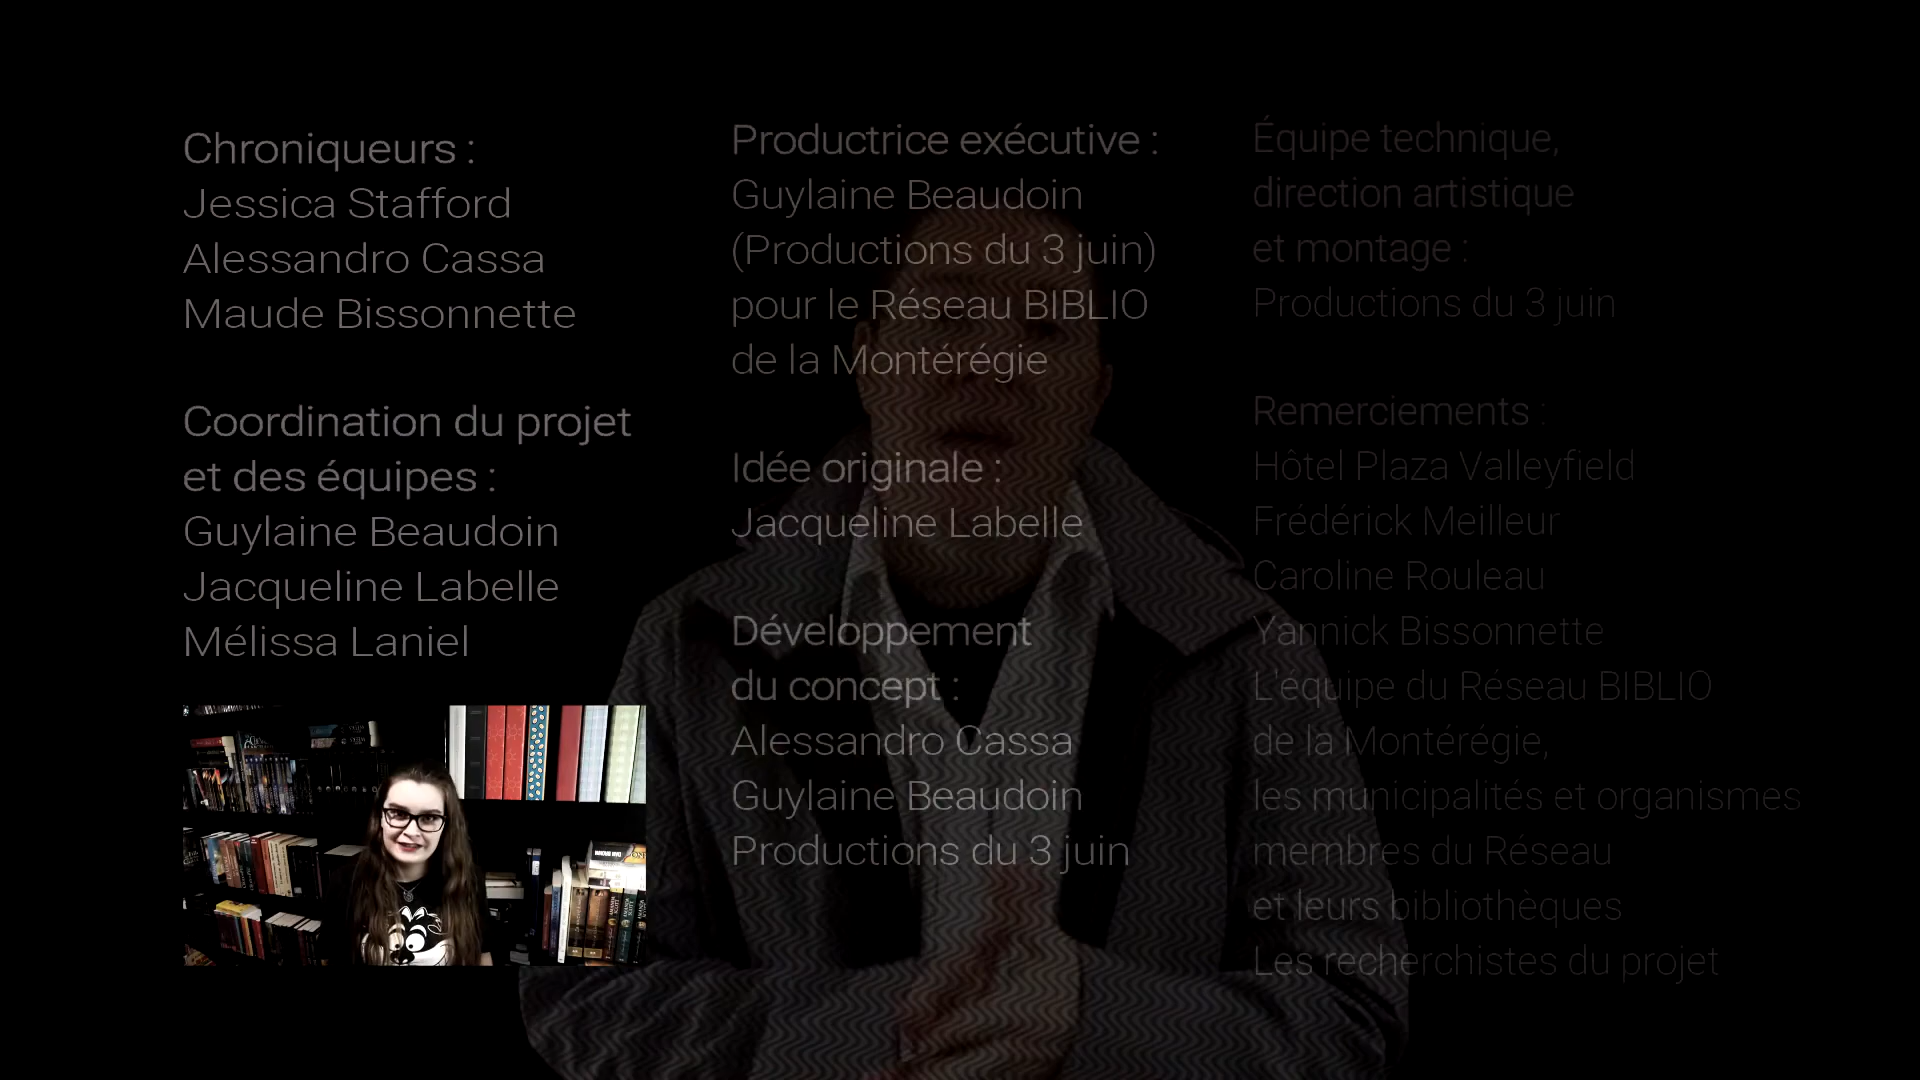 Chroniqueurs :
Jessica Stafford
Alessandro Cassa
Maude Bissonnette
Coordination du projet
et des équipes :
Guylaine Beaudoin
Jacqueline Labelle
Mélissa Laniel
Productrice exécutive :
Guylaine Beaudoin
(Productions du 3 juin)
pour le Réseau BIBLIO
de la Montérégie
Idée originale :
Jacqueline Labelle
Développement
du concept :
Alessandro Cassa
Guylaine Beaudoin
Productions du 3 juin
Équipe technique,
direction artistique
et montage :
Productions du 3 juin
Remerciements :
Hôtel Plaza Valleyfield
Frédérick Meilleur
Caroline Rouleau
Yannick Bissonnette
L'équipe du Réseau BIBLIO
de la Montérégie,
les municipalités et organismes
membres du Réseau
et leurs bibliothèques
Les recherchistes du projet